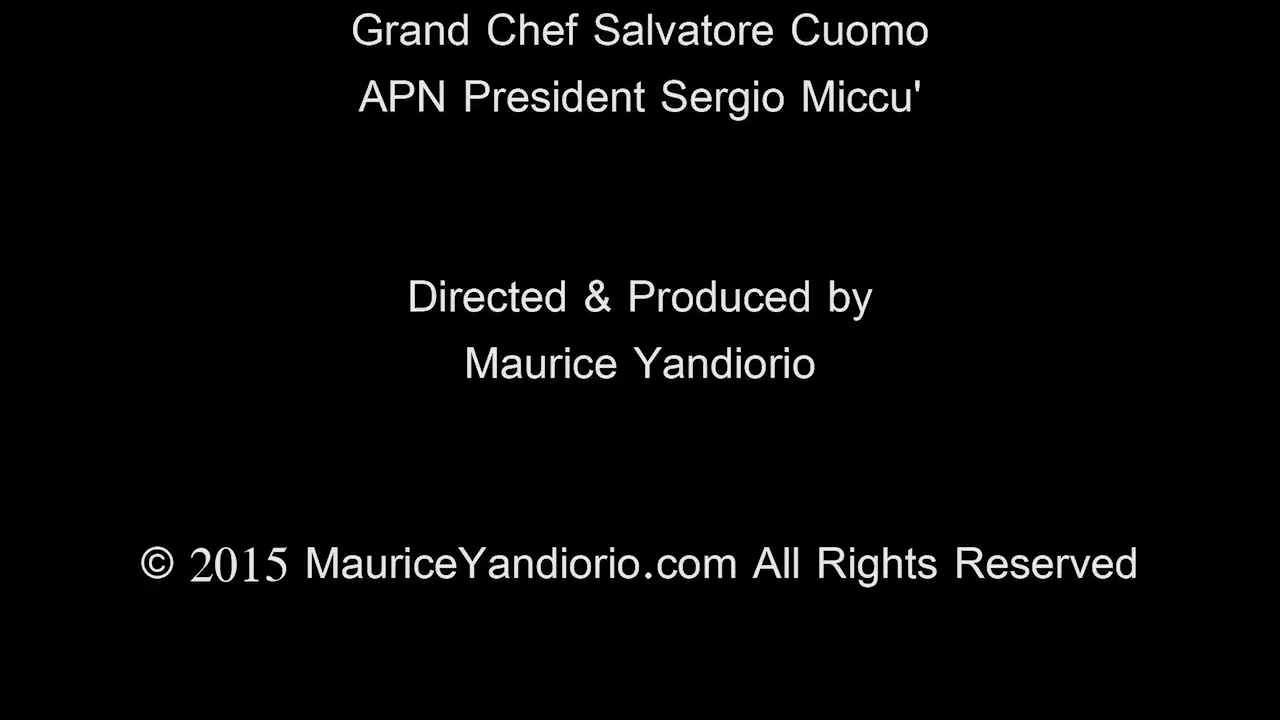 Grand Chef Salvatore Cuomo
APN President Sergio Miccu'
Directed & Produced by
Maurice Yandiorio
© 2015 MauriceYandiorio.com All Rights Reserved